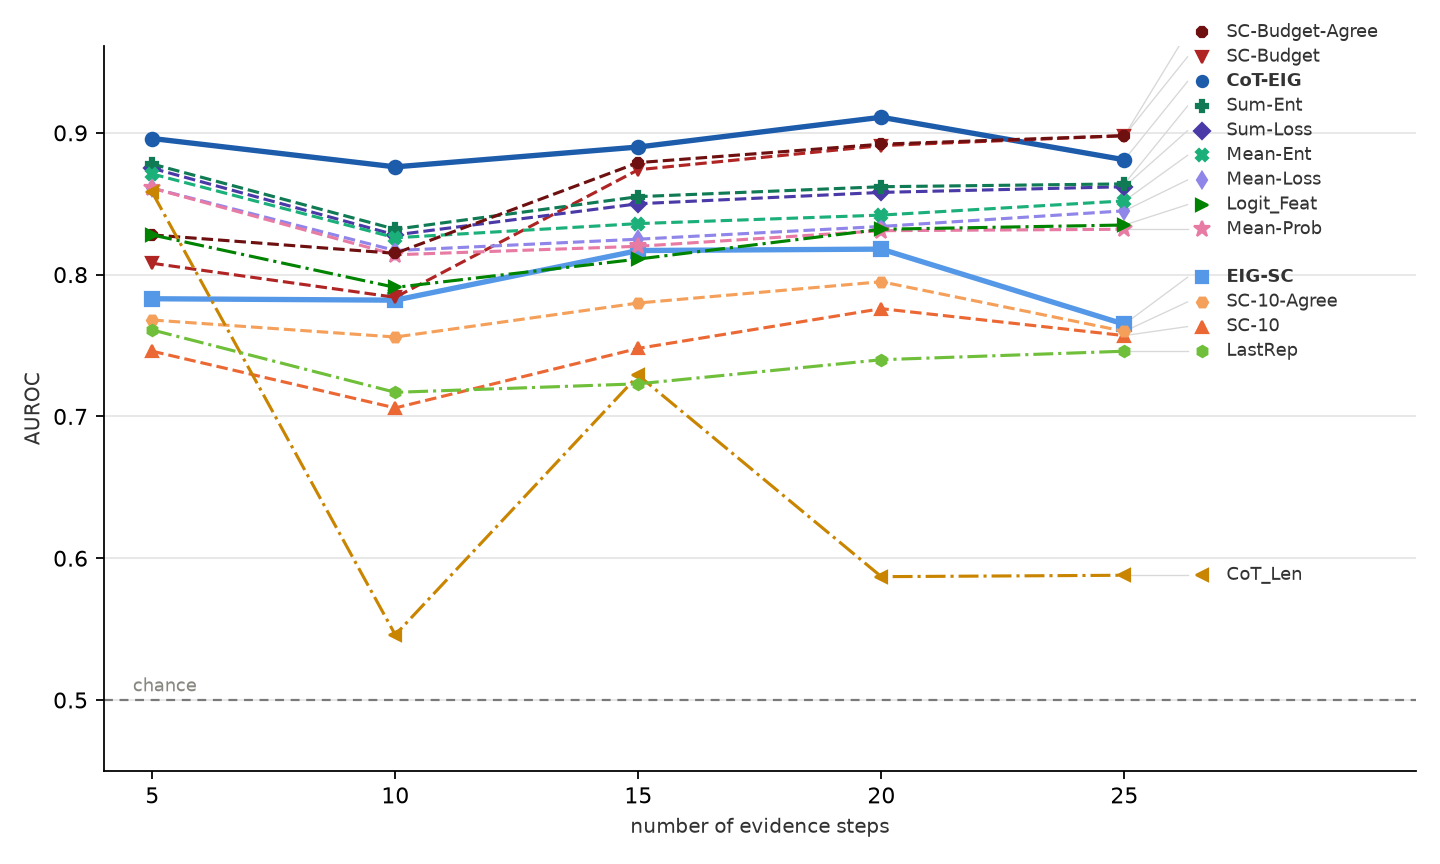 SC-Budget-Agree
SC-Budget
CoT-EIG
Sum-Ent
Sum-Loss
Mean-Ent
Mean-Loss
Logit_Feat
Mean-Prob
EIG-SC
SC-10-Agree
SC-10
LastRep
CoT_Len
AUROC
0.9
0.8
0.7
0.6
0.5
chance
5 10 15 20 25
number of evidence steps